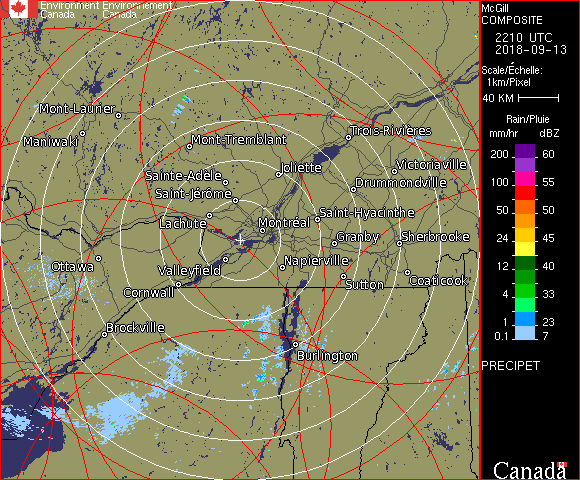 Environment Environnement
Canada Canada
McGill
COMPOSITE
2210 UTC
2018-09-13
Scale/Échelle:
1km/Pixel
40 KM
Rain/Pluie
mm/hr dBZ
200 60
150 57
100 55
50 50
24 45
12 40
4 33
1 23
0.1 7
PRECIPET
Mont-Laurier
Maniwaki
Mont-Tremblant
Trois-Rivières
Joliette
Victoriaville
Sainte-Adèle
Drummondville
Saint-Jérôme
Saint-Hyacinthe
Lachute
Montréal
Granby
Sherbrooke
Ottawa
Valleyfield
Napierville
Cornwall
Sutton
Coaticook
Brockville
Burlington
Canada